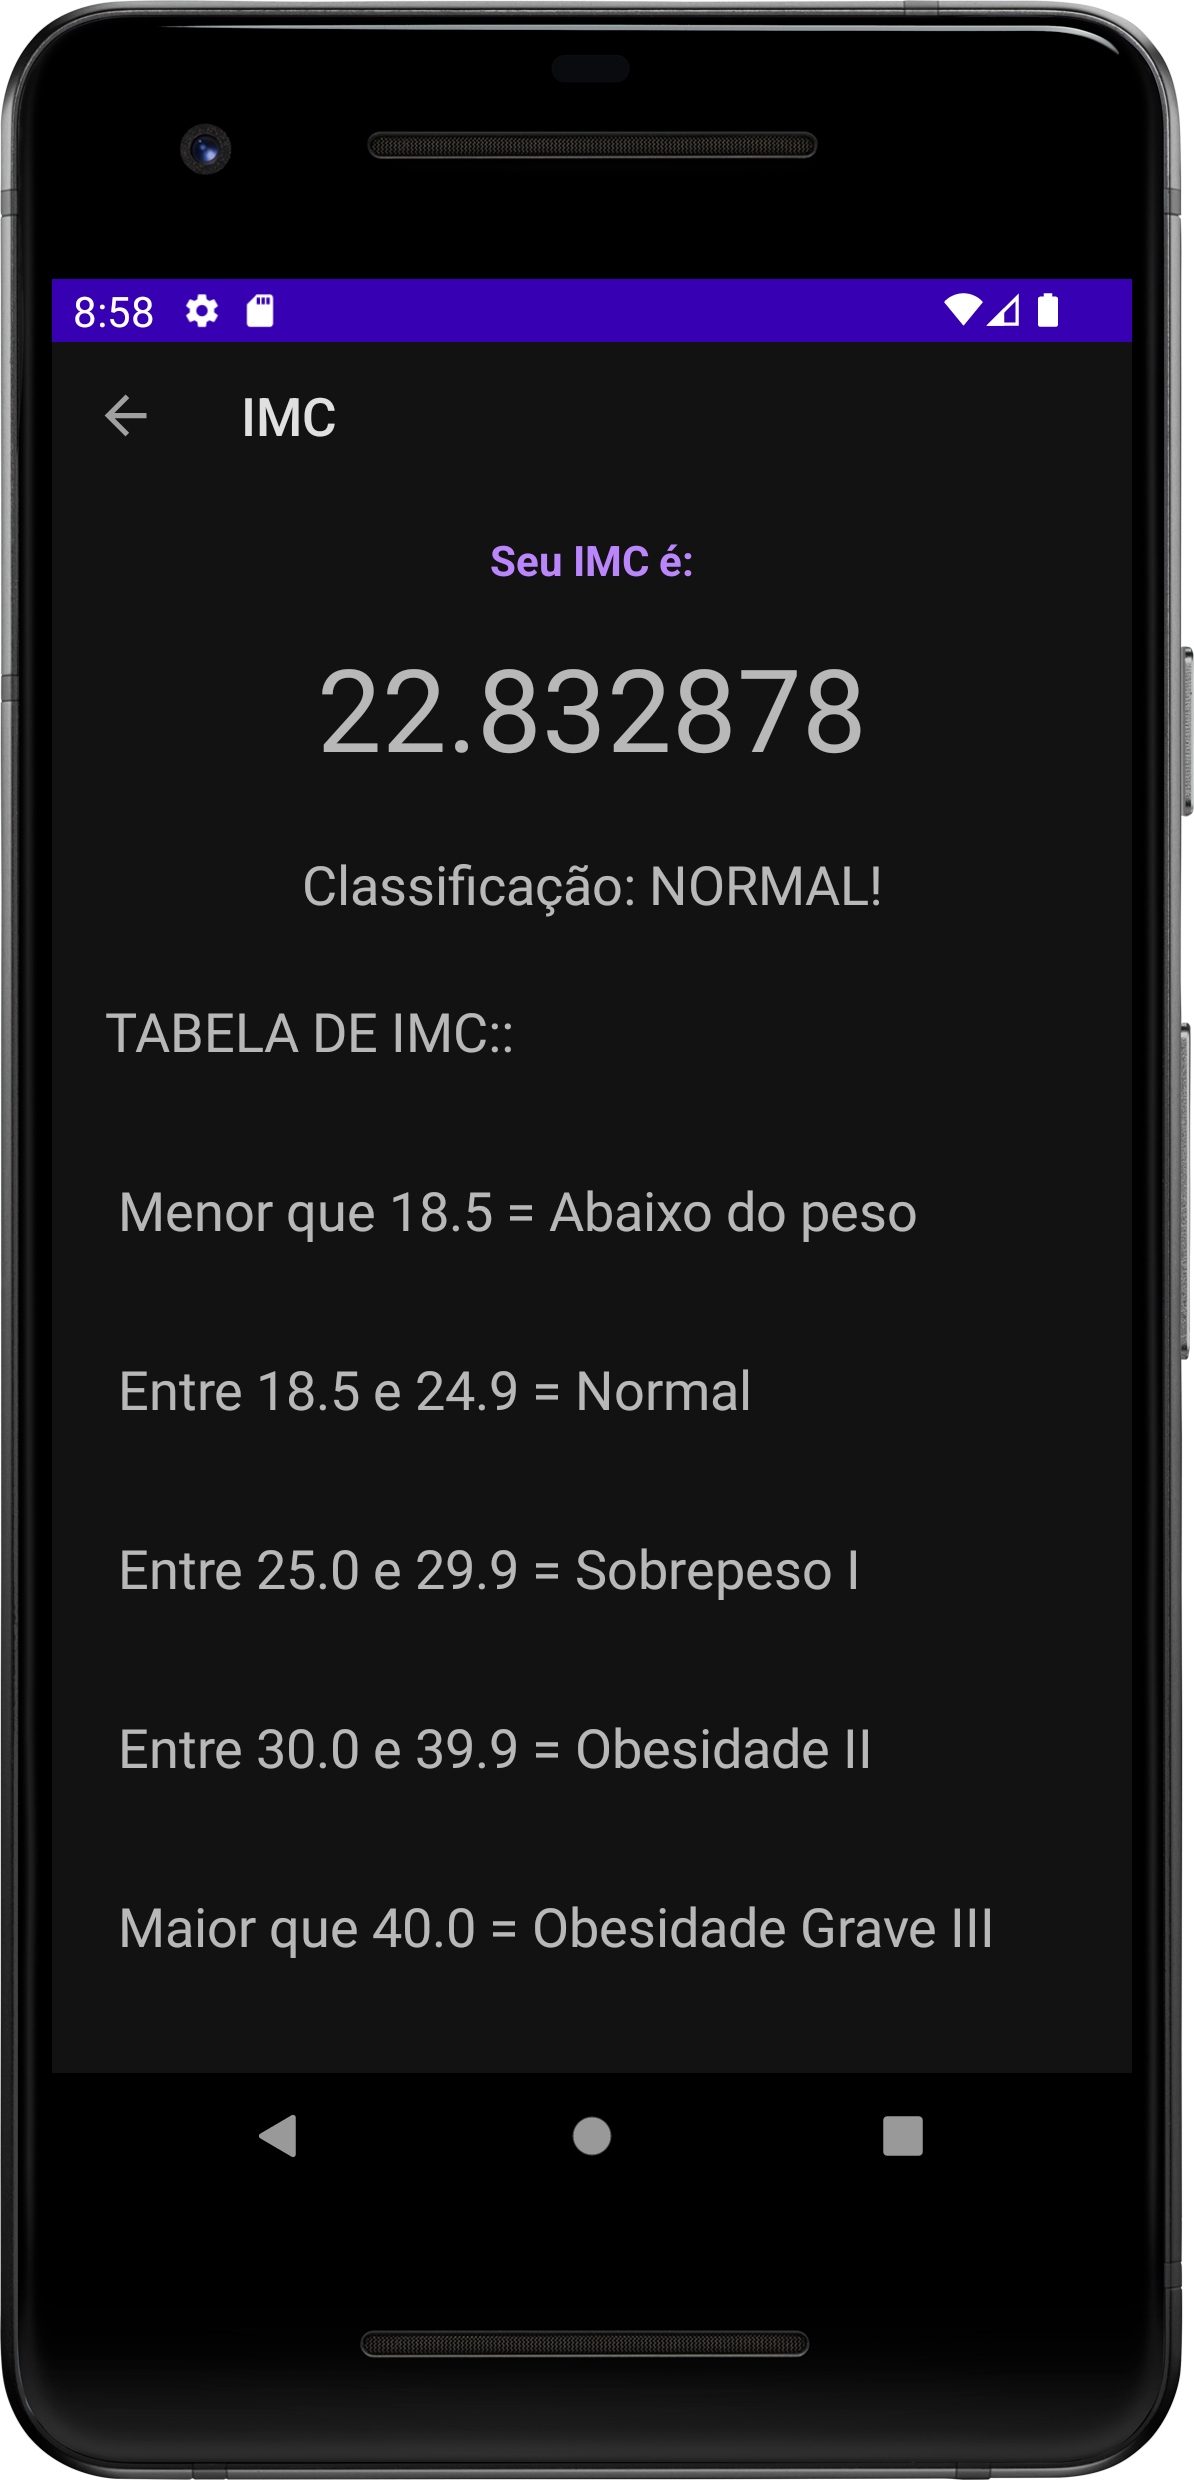 8:58
IMC
Seu IMC é:
22.832878
Classificação: NORMAL!
TABELA DE IMC::
Menor que 18.5 = Abaixo do peso
Entre 18.5 e 24.9 = Normal
Entre 25.0 e 29.9 = Sobrepeso I
Entre 30.0 e 39.9 = Obesidade II
Maior que 40.0 = Obesidade Grave III